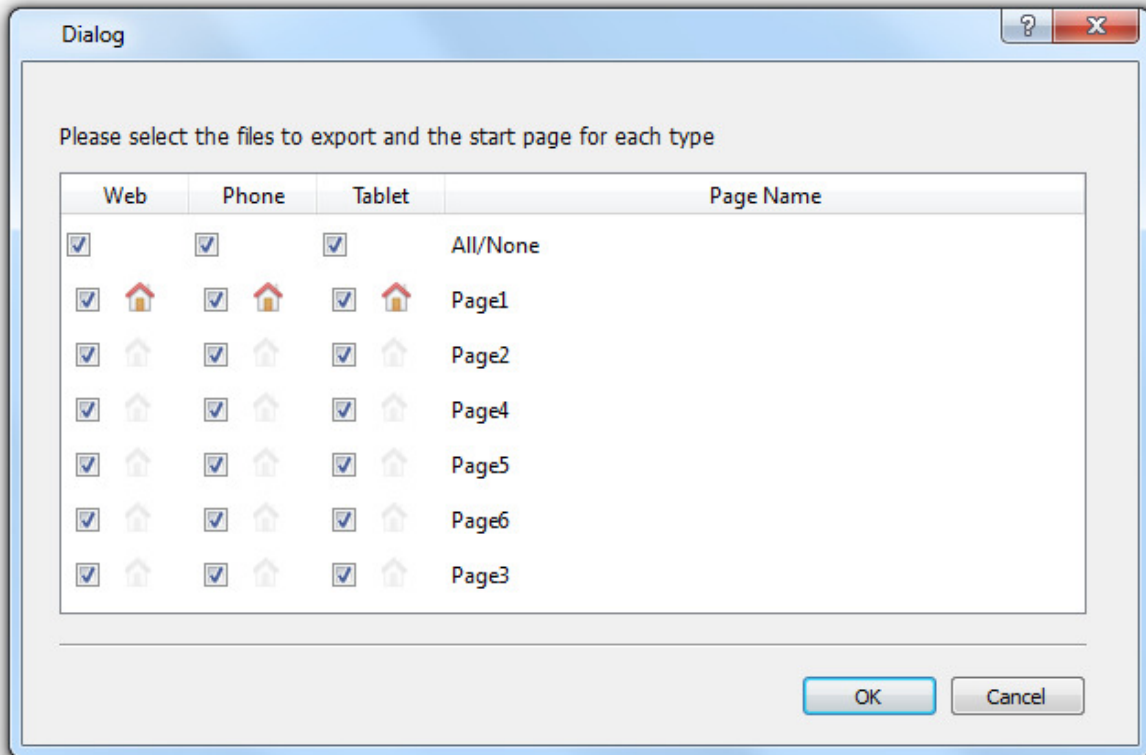 Dialog
Please select the files to export and the start page for each type
Web Phone Tablet Page Name
All/None
Page1
Page2
Page4
Page5
Page6
Page3
OK Cancel